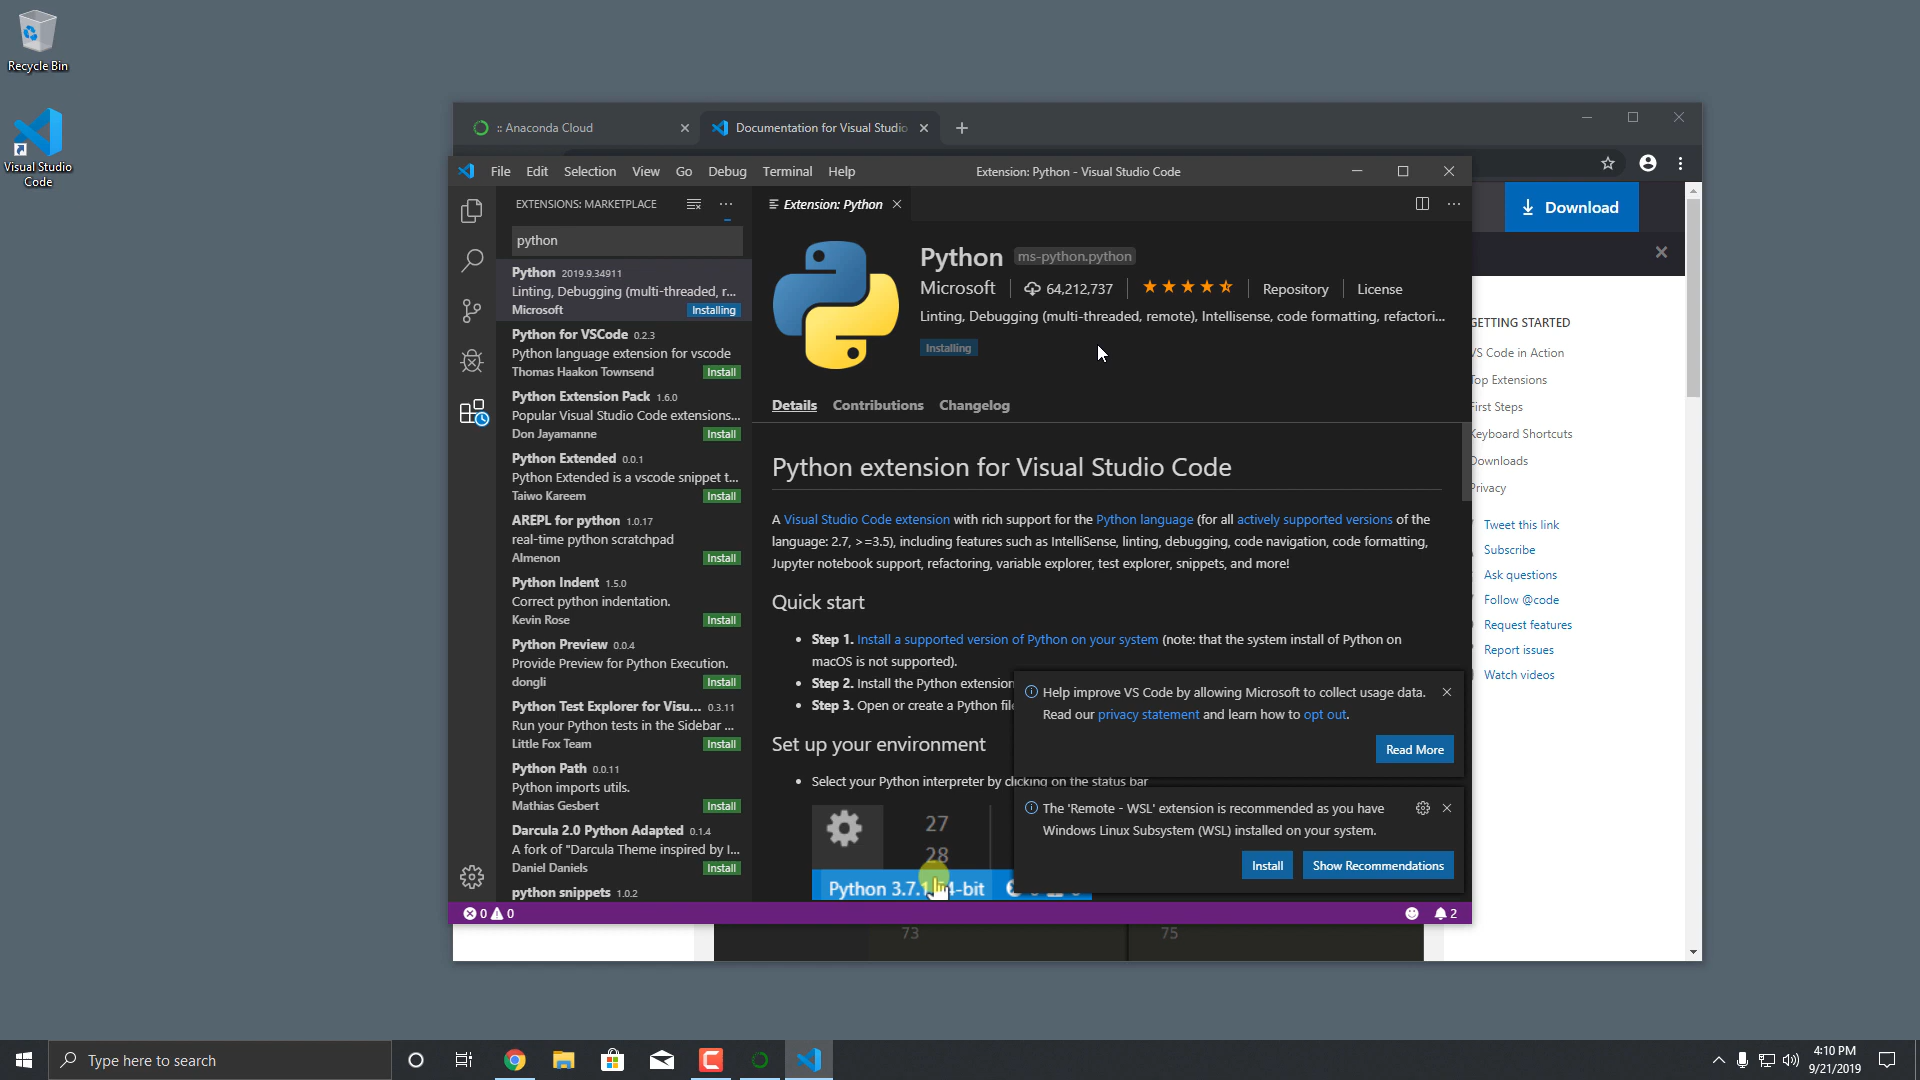 Recycle Bin
Visual Studio
Code
:: Anaconda Cloud
Documentation for Visual Studio
File Edit Selection View Go Debug Terminal Help
Extension: Python - Visual Studio Code
Download
EXTENSIONS: MARKETPLACE
python
Python 2019.9.34911
Linting, Debugging (multi-threaded, r...
Microsoft Installing
Python for VSCode 0.2.3
Python language extension for vscode
Thomas Haakon Townsend Install
Python Extension Pack 1.6.0
Popular Visual Studio Code extensions...
Don Jayamanne Install
Python Extended 0.0.1
Python Extended is a vscode snippet t...
Taiwo Kareem Install
AREPL for python 1.0.17
real-time python scratchpad
Almenon Install
Python Indent 1.5.0
Correct python indentation.
Kevin Rose Install
Python Preview 0.0.4
Provide Preview for Python Execution.
dongli Install
Python Test Explorer for Visu... 0.3.11
Run your Python tests in the Sidebar ...
Little Fox Team Install
Python Path 0.0.11
Python imports utils.
Mathias Gesbert Install
Darcula 2.0 Python Adapted 0.1.4
A fork of "Darcula Theme inspired by I...
Daniel Daniels Install
python snippets 1.0.2
Extension: Python
Python ms-python.python
Microsoft 64,212,737 Repository License
Linting, Debugging (multi-threaded, remote), Intellisense, code formatting, refactori...
Installing
Details Contributions Changelog
Python extension for Visual Studio Code
A Visual Studio Code extension with rich support for the Python language (for all actively supported versions of the
language: 2.7, >=3.5), including features such as IntelliSense, linting, debugging, code navigation, code formatting,
Jupyter notebook support, refactoring, variable explorer, test explorer, snippets, and more!
Quick start
• Step 1. Install a supported version of Python on your system (note: that the system install of Python on
macOS is not supported).
• Step 2. Install the Python extension
• Step 3. Open or create a Python file
Set up your environment
• Select your Python interpreter by clicking on the status bar
27
28
Python 3.7.1 64-bit
Help improve VS Code by allowing Microsoft to collect usage data.
Read our privacy statement and learn how to opt out.
Read More
The 'Remote - WSL' extension is recommended as you have
Windows Linux Subsystem (WSL) installed on your system.
Install Show Recommendations
0 0
2
73 75
GETTING STARTED
VS Code in Action
Top Extensions
First Steps
Keyboard Shortcuts
Downloads
Privacy
Tweet this link
Subscribe
Ask questions
Follow @code
Request features
Report issues
Watch videos
Type here to search
4:10 PM
9/21/2019